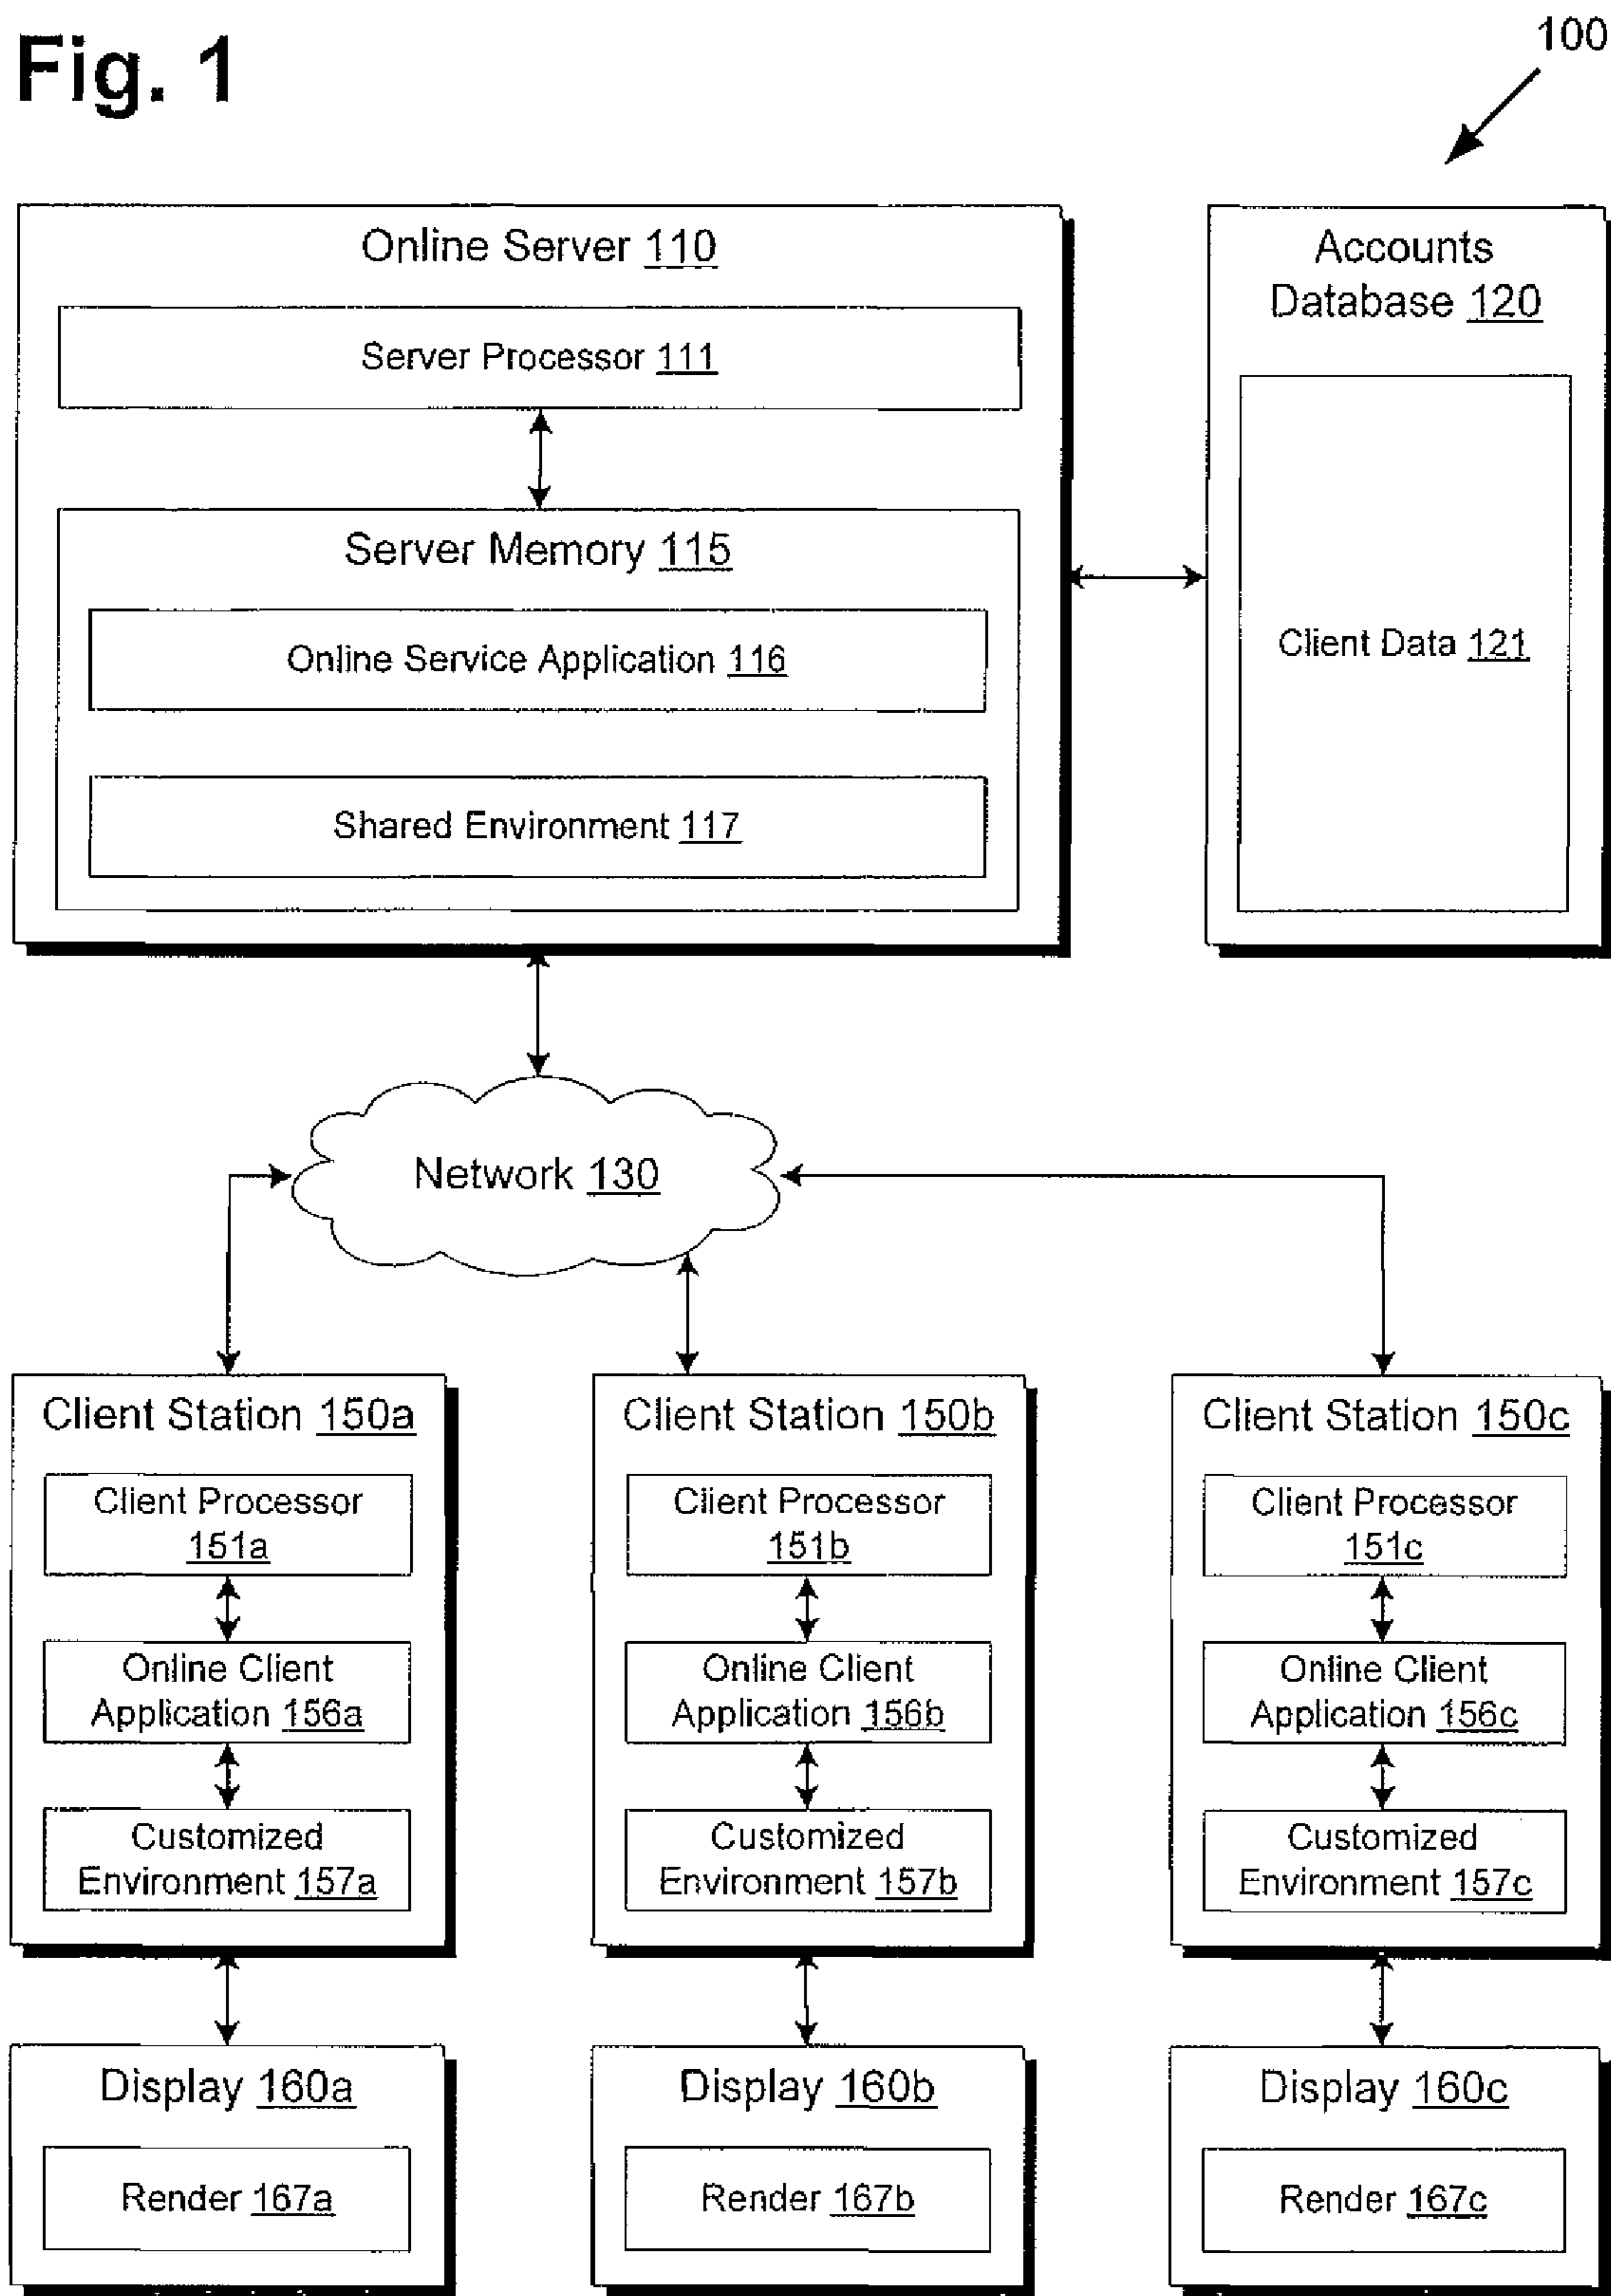 Fig. 1
100
Online Server 110
Server Processor 111
Server Memory 115
Online Service Application 116
Shared Environment 117
Accounts
Database 120
Client Data 121
Network 130
Client Station 150a
Client Processor
151a
Online Client
Application 156a
Customized
Environment 157a
Client Station 150b
Client Processor
151b
Online Client
Application 156b
Customized
Environment 157b
Client Station 150c
Client Processor
151c
Online Client
Application 156c
Customized
Environment 157c
Display 160a
Render 167a
Display 160b
Render 167b
Display 160c
Render 167c